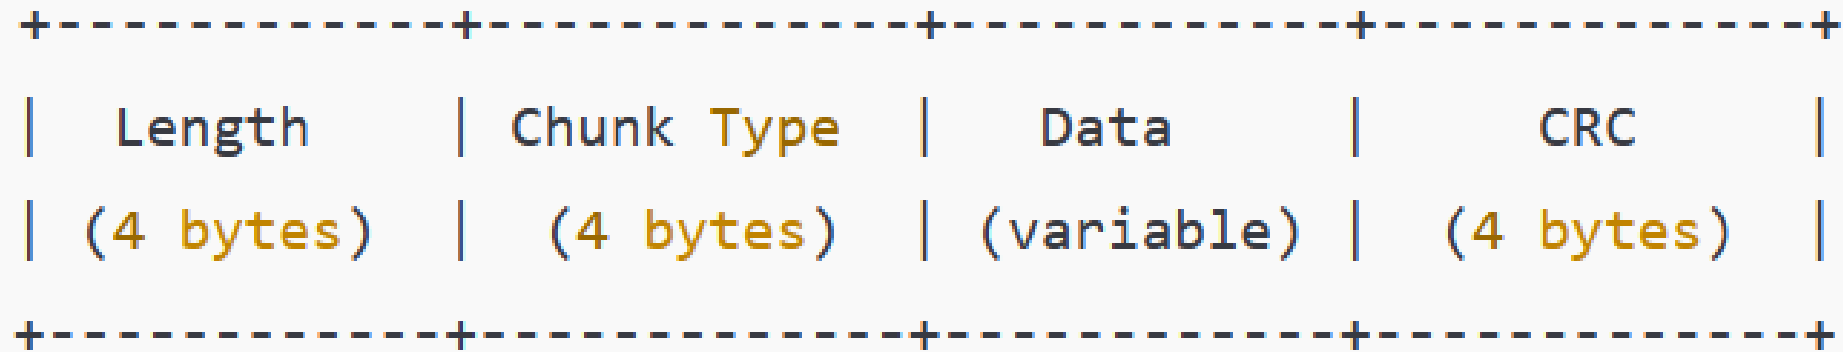 +-------------+-------------+------------+-------------+
|  Length     | Chunk Type  |   Data     |     CRC     |
| (4 bytes)  |  (4 bytes)  | (variable) |  (4 bytes)  |
+-------------+-------------+------------+-------------+